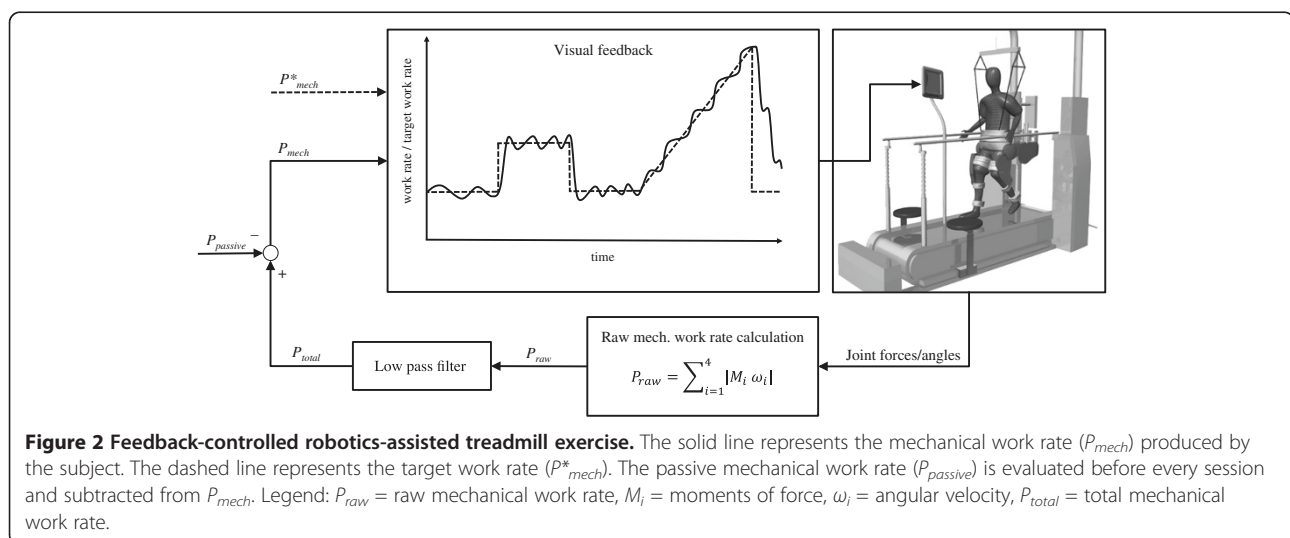 Visual feedback
P*mech
Pmech
work rate / target work rate
time
Ppassive
−
+
Ptotal
Low pass filter
Praw
Raw mech. work rate calculation
Praw = ∑⁴ᵢ₌₁ |Mᵢ ωᵢ|
Joint forces/angles
Figure 2 Feedback-controlled robotics-assisted treadmill exercise. The solid line represents the mechanical work rate (Pmech) produced by
the subject. The dashed line represents the target work rate (P*mech). The passive mechanical work rate (Ppassive) is evaluated before every session
and subtracted from Pmech. Legend: Praw = raw mechanical work rate, Mi = moments of force, ωi = angular velocity, Ptotal = total mechanical
work rate.